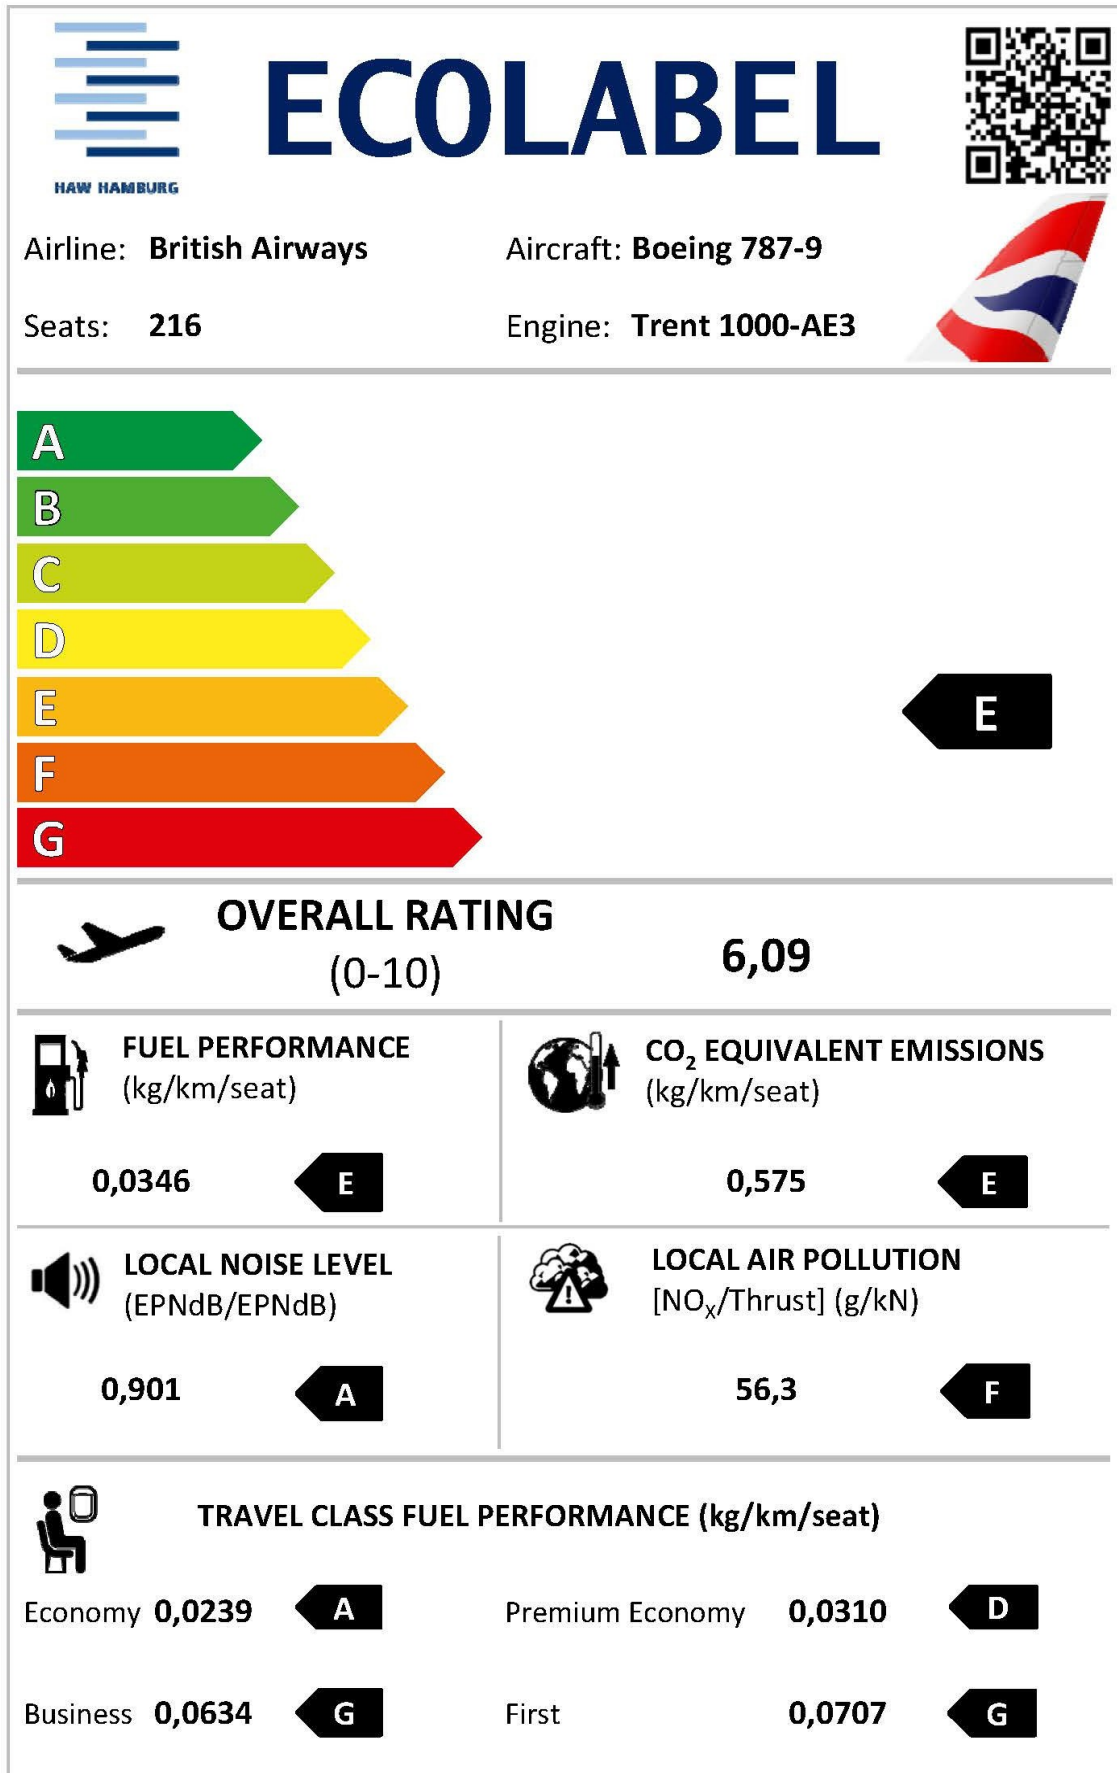 HAW HAMBURG
ECOLABEL
Airline: British Airways
Aircraft: Boeing 787-9
Seats: 216
Engine: Trent 1000-AE3
A
B
C
D
E
E
F
G
OVERALL RATING
(0-10)
6,09
FUEL PERFORMANCE
(kg/km/seat)
0,0346 E
CO₂ EQUIVALENT EMISSIONS
(kg/km/seat)
0,575 E
LOCAL NOISE LEVEL
(EPNdB/EPNdB)
0,901 A
LOCAL AIR POLLUTION
[NOₓ/Thrust] (g/kN)
56,3 F
TRAVEL CLASS FUEL PERFORMANCE (kg/km/seat)
Economy 0,0239 A
Premium Economy 0,0310 D
Business 0,0634 G
First 0,0707 G